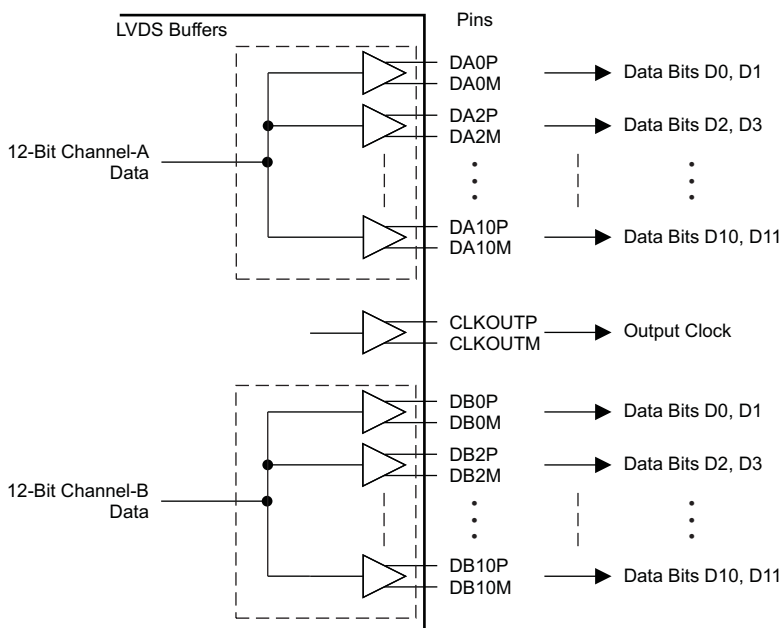 Pins
LVDS Buffers
DA0P
DA0M
Data Bits D0, D1
DA2P
DA2M
Data Bits D2, D3
12-Bit Channel-A
Data
DA10P
DA10M
Data Bits D10, D11
CLKOUTP
CLKOUTM
Output Clock
DB0P
DB0M
Data Bits D0, D1
DB2P
DB2M
Data Bits D2, D3
12-Bit Channel-B
Data
DB10P
DB10M
Data Bits D10, D11